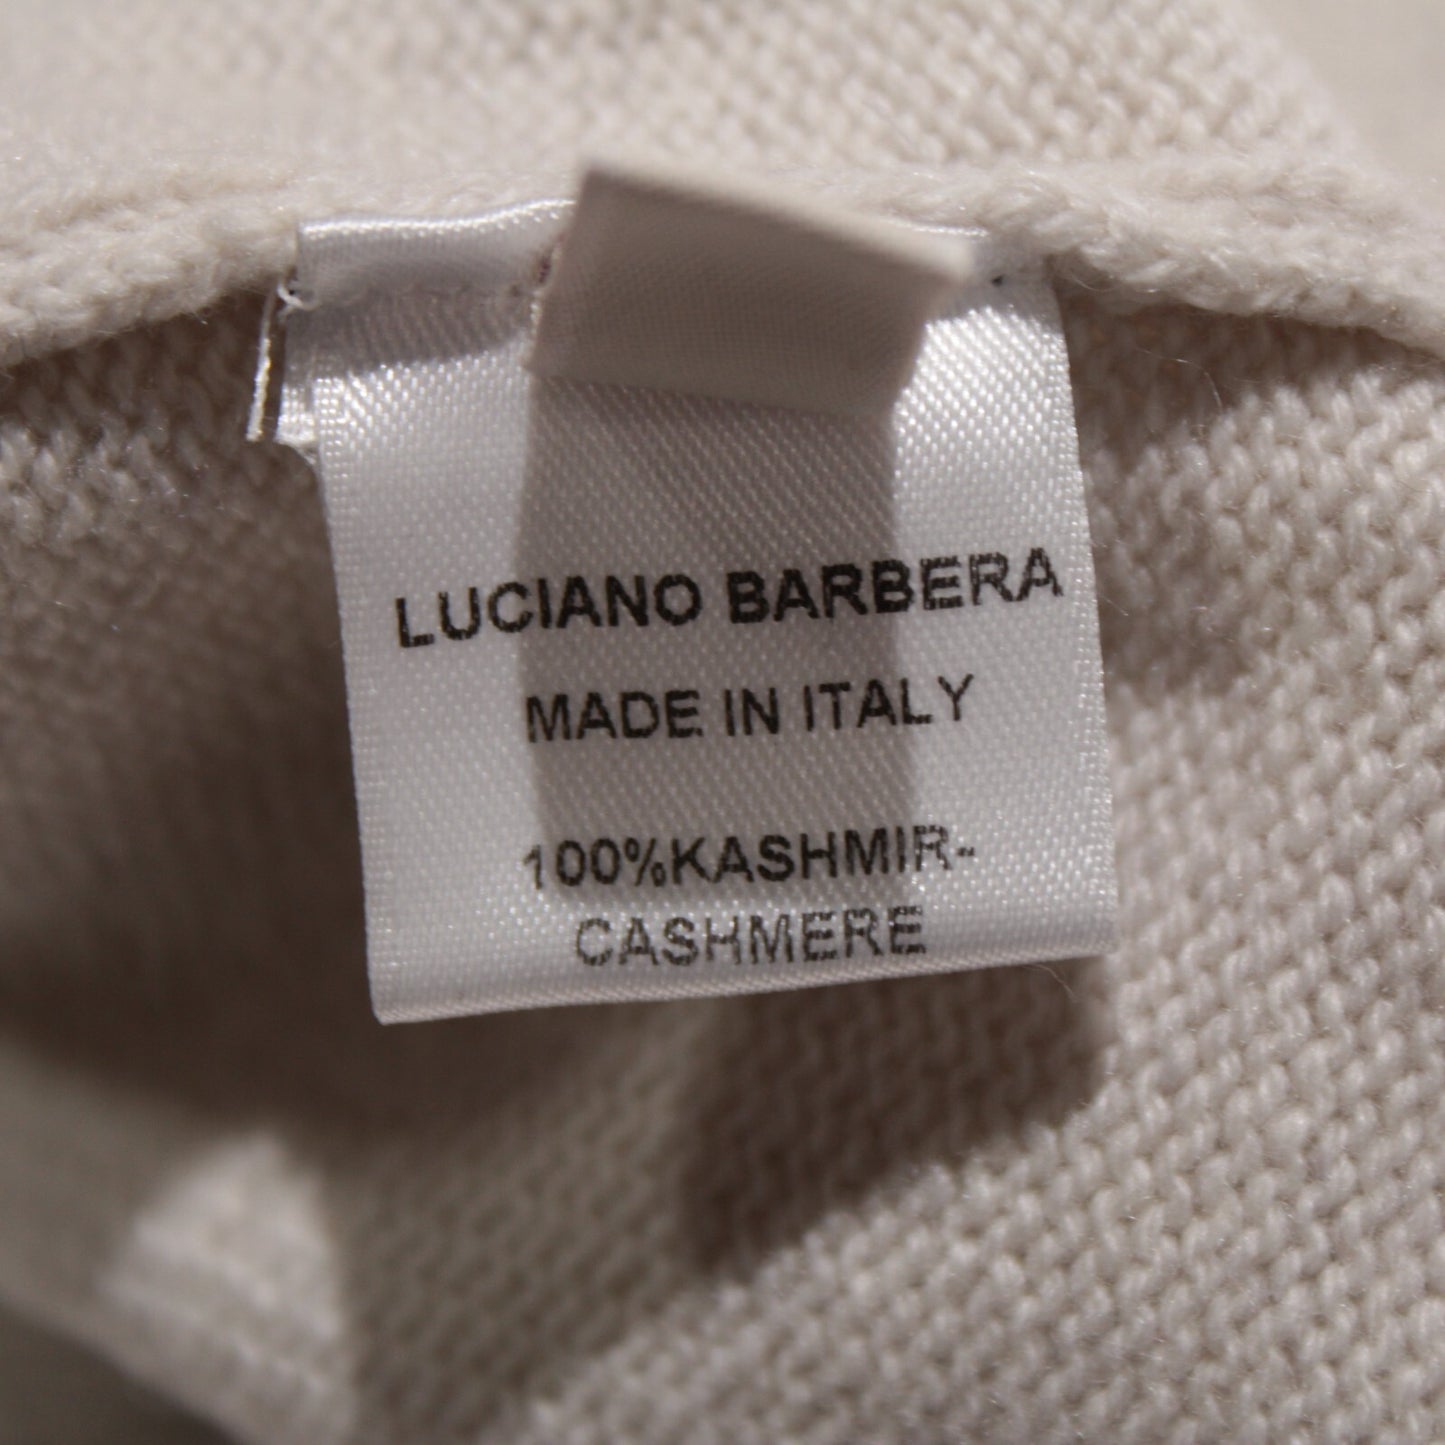 LUCIANO BARBERA
MADE IN ITALY
100%KASHMIR-
CASHMERE